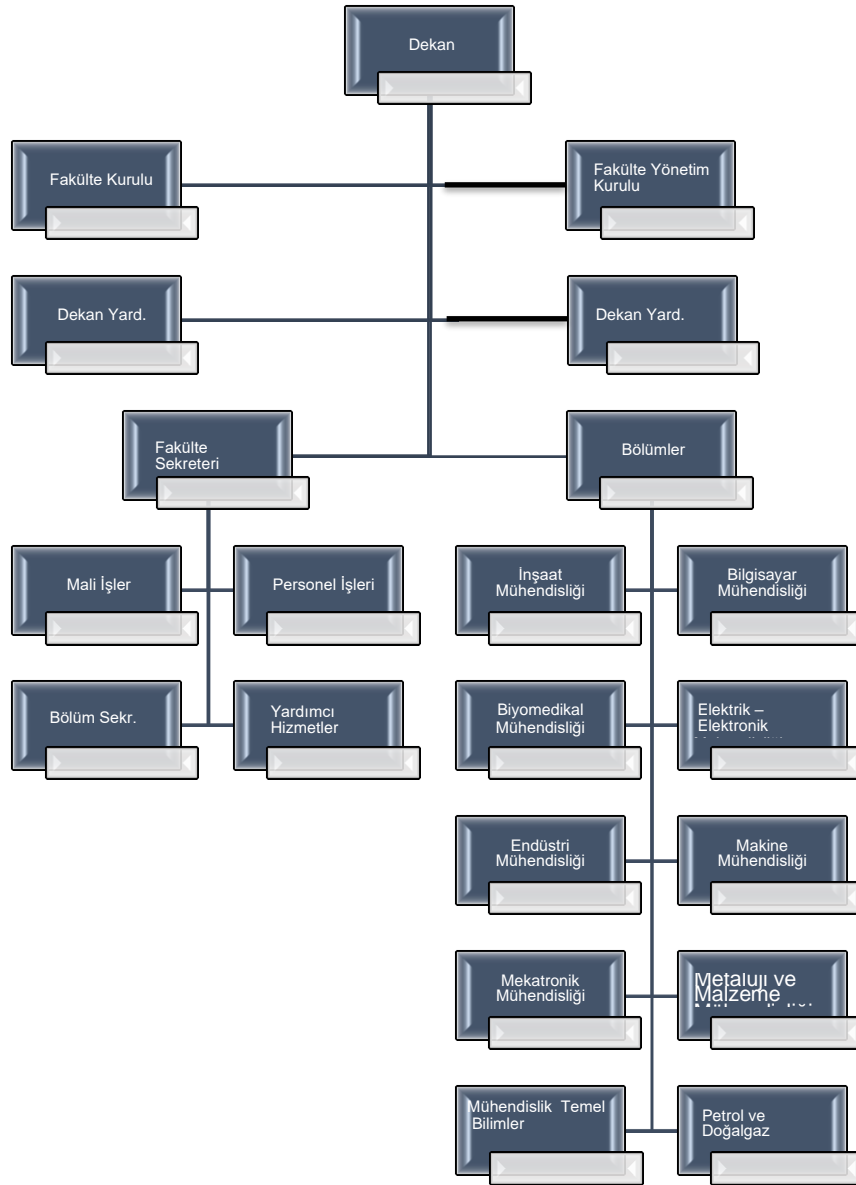 Dekan
Fakülte Kurulu
Fakülte Yönetim
Kurulu
Dekan Yard.
Dekan Yard.
Fakülte
Sekreteri
Bölümler
Mali İşler
Personel İşleri
İnşaat
Mühendisliği
Bilgisayar
Mühendisliği
Bölüm Sekr.
Yardımcı
Hizmetler
Biyomedikal
Mühendisliği
Elektrik –
Elektronik
Endüstri
Mühendisliği
Makine
Mühendisliği
Mekatronik
Mühendisliği
Metalujı ve
Malzeme
Mühendislik Temel
Bilimler
Petrol ve
Doğalgaz